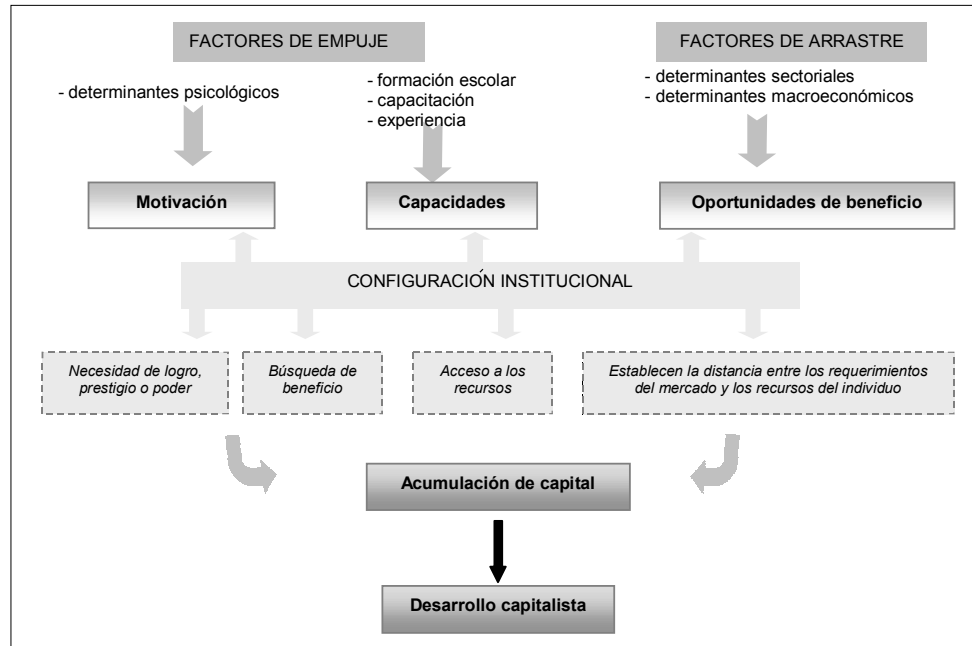 FACTORES DE EMPUJE
FACTORES DE ARRASTRE
- determinantes psicológicos
- formación escolar
- capacitación
- experiencia
- determinantes sectoriales
- determinantes macroeconómicos
Motivación
Capacidades
Oportunidades de beneficio
CONFIGURACIÓN INSTITUCIONAL
Necesidad de logro,
prestigio o poder
Búsqueda de
beneficio
Acceso a los
recursos
Establecen la distancia entre los requerimientos
del mercado y los recursos del individuo
Acumulación de capital
Desarrollo capitalista